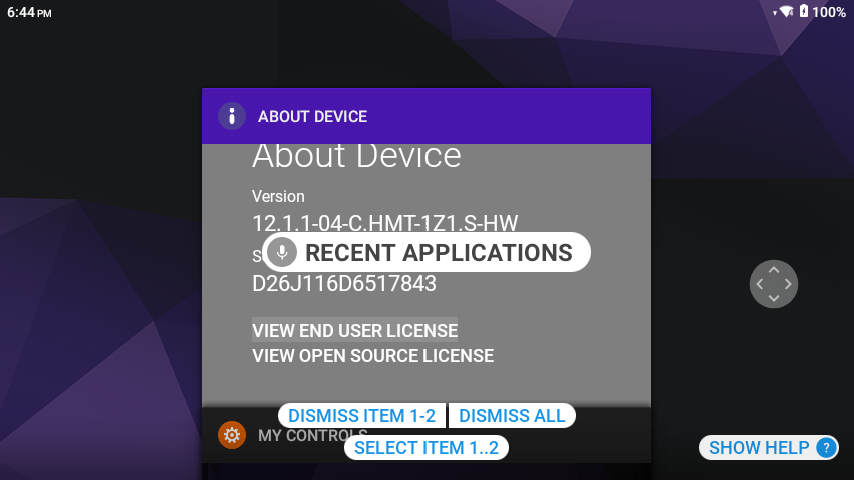 6:44 PM
100%
ABOUT DEVICE
About Device
Version
12.1.1-04-C.HMT-1Z1.S-HW
S
RECENT APPLICATIONS
D26J116D6517843
VIEW END USER LICENSE
VIEW OPEN SOURCE LICENSE
DISMISS ITEM 1-2 DISMISS ALL
MY CONTROLS
SELECT ITEM 1..2
SHOW HELP ?